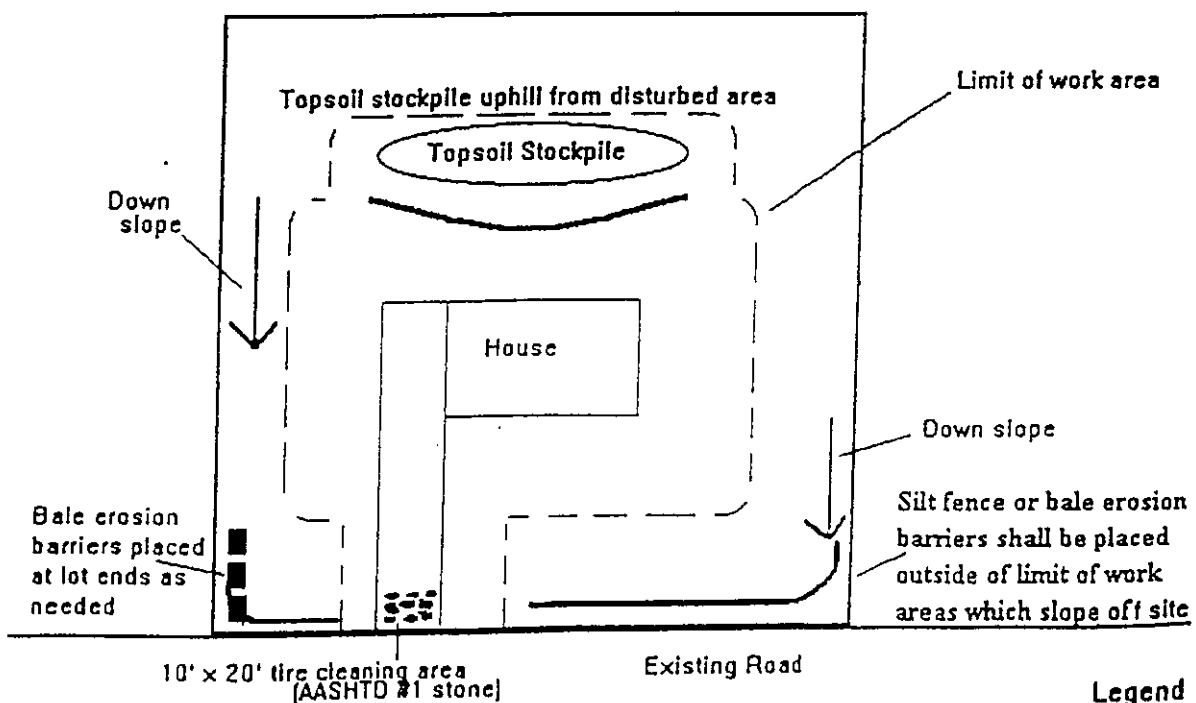 Topsoil stockpile uphill from disturbed area
Limit of work area
Topsoil Stockpile
Down
slope
House
Down slope
Bale erosion
barriers placed
at lot ends as
needed
Silt fence or bale erosion
barriers shall be placed
outside of limit of work
areas which slope off site
10' x 20' tire cleaning area
[AASHTO #1 stone]
Existing Road
Legend